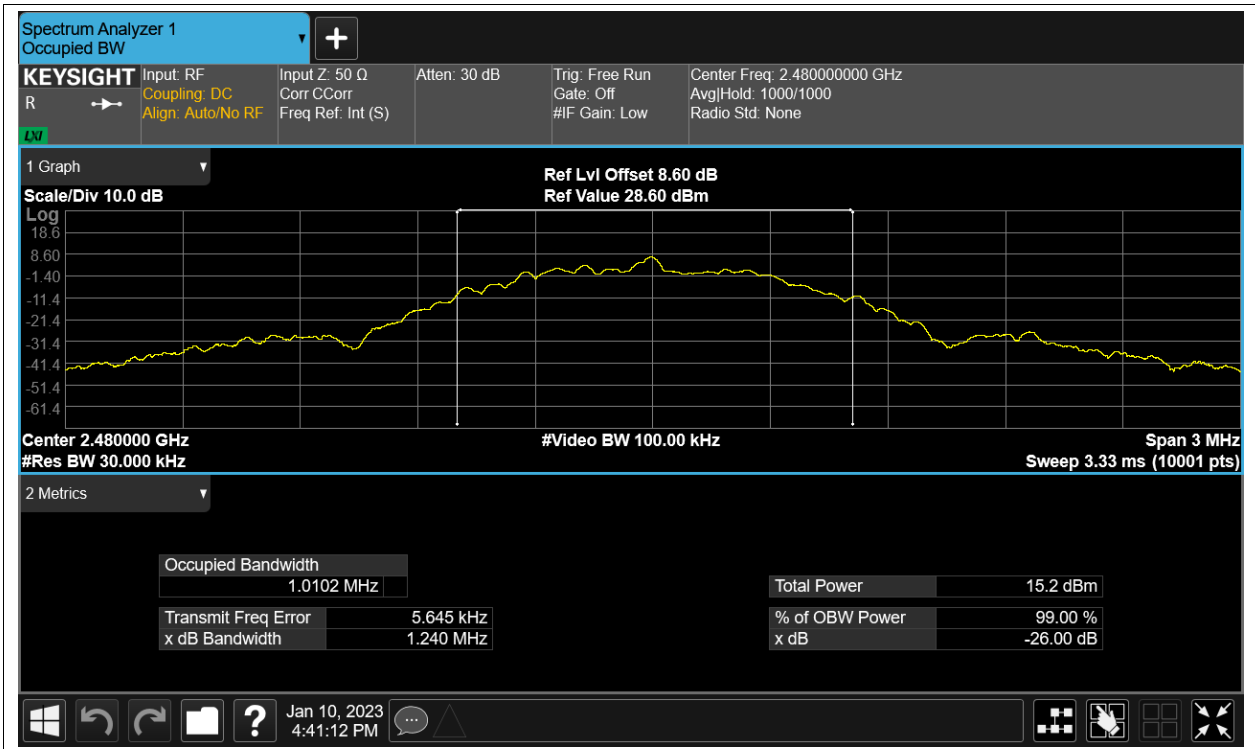 Spectrum Analyzer 1
Occupied BW
KEYSIGHT
R
LXI
Input: RF
Coupling: DC
Align: Auto/No RF
Input Z: 50 Ω
Corr CCorr
Freq Ref: Int (S)
Atten: 30 dB
Trig: Free Run
Gate: Off
#IF Gain: Low
Center Freq: 2.480000000 GHz
Avg|Hold: 1000/1000
Radio Std: None
1 Graph
Scale/Div 10.0 dB
Ref Lvl Offset 8.60 dB
Ref Value 28.60 dBm
Log
18.6
8.60
-1.40
-11.4
-21.4
-31.4
-41.4
-51.4
-61.4
Center 2.480000 GHz
#Res BW 30.000 kHz
#Video BW 100.00 kHz
Span 3 MHz
Sweep 3.33 ms (10001 pts)
2 Metrics
Occupied Bandwidth
1.0102 MHz
Transmit Freq Error 5.645 kHz
x dB Bandwidth 1.240 MHz
Total Power 15.2 dBm
% of OBW Power 99.00 %
x dB -26.00 dB
Jan 10, 2023
4:41:12 PM